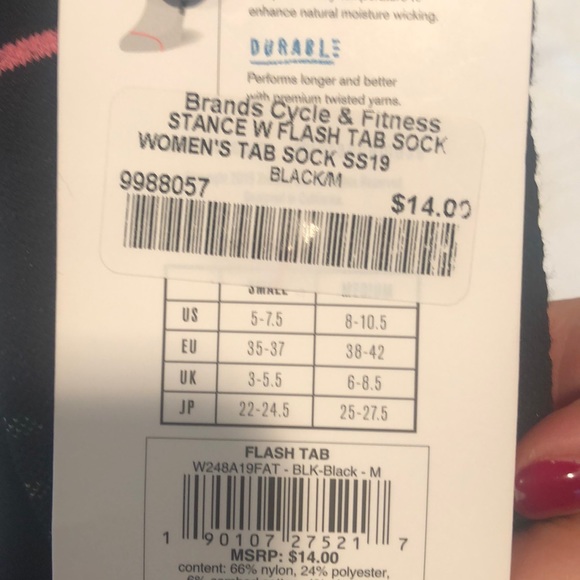 enhance natural moisture wicking.
DURABLE
Performs longer and better
with premium twisted yarns.
Brands Cycle & Fitness
STANCE W FLASH TAB SOCK
WOMEN'S TAB SOCK SS19
BLACK/M
9988057 $14.00
SMALL MEDIUM
US 5-7.5 8-10.5
EU 35-37 38-42
UK 3-5.5 6-8.5
JP 22-24.5 25-27.5
FLASH TAB
W248A19FAT - BLK-Black - M
1 90107 27521 7
MSRP: $14.00
content: 66% nylon, 24% polyester,